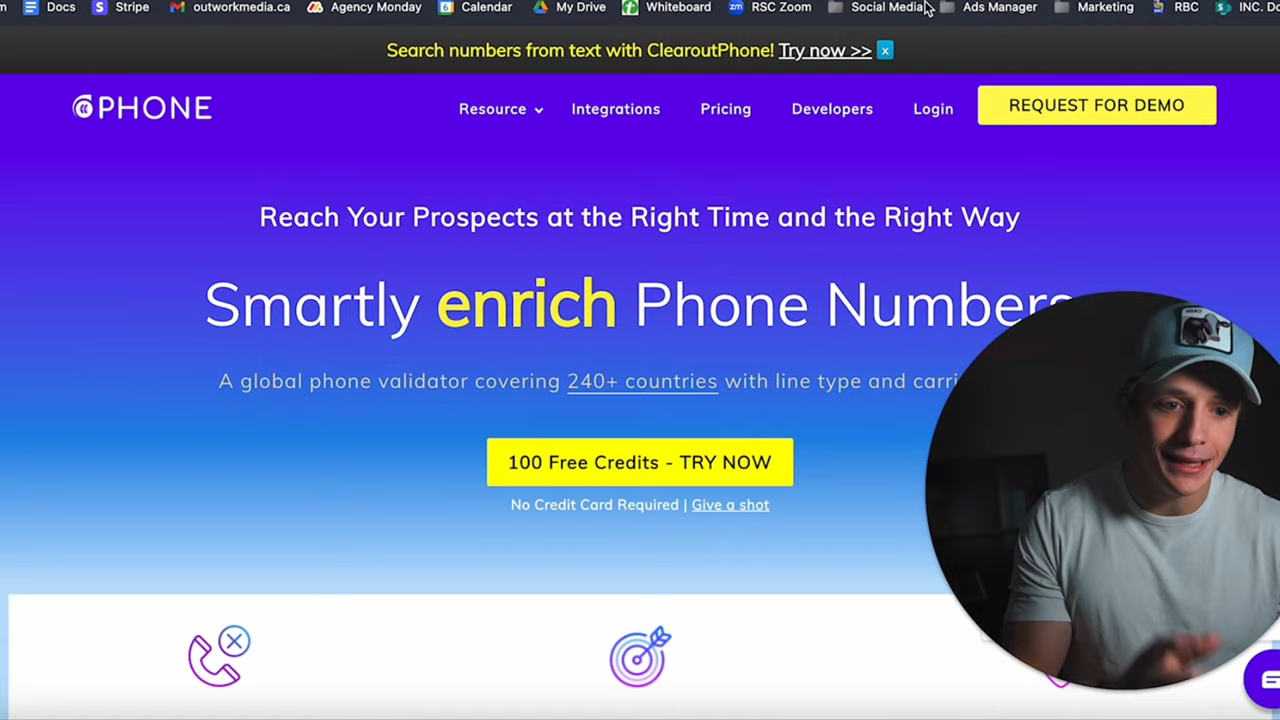 Docs Stripe outworkmedia.ca Agency Monday Calendar My Drive Whiteboard RSC Zoom Social Media Ads Manager Marketing RBC INC.
Search numbers from text with ClearoutPhone! Try now >> x
PHONE Resource Integrations Pricing Developers Login REQUEST FOR DEMO
Reach Your Prospects at the Right Time and the Right Way
Smartly enrich Phone Numbers
A global phone validator covering 240+ countries with line type and
100 Free Credits - TRY NOW
No Credit Card Required | Give a shot